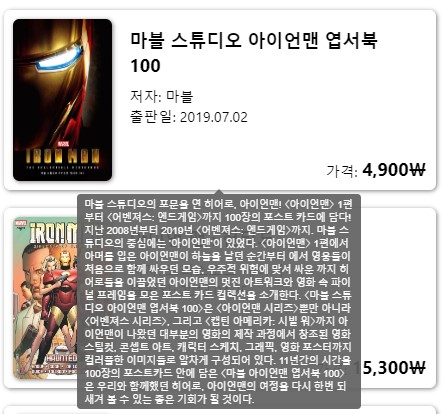 마블 스튜디오 아이언맨 엽서북
100
저자: 마블
출판일: 2019.07.02
가격: 4,900₩
MARVEL
IRON MAN
마블 스튜디오의 포문을 연 히어로, 아이언맨! <아이언맨> 1편
부터 <어벤져스: 엔드게임>까지 100장의 포스트 카드에 담다!
지난 2008년부터 2019년 <어벤져스: 엔드게임>까지. 마블 스
튜디오의 중심에는 '아이언맨'이 있었다. <아이언맨> 1편에서
아머를 입은 아이언맨이 하늘을 날던 순간부터 에서 영웅들이
처음으로 함께 싸우던 모습, 우주적 위험에 맞서 싸운 까지 히
어로들을 이끌었던 아이언맨의 멋진 아트워크와 영화 속 파이
널 프레임을 모은 포스트 카드 컬렉션을 소개한다. <마블 스튜
디오 아이언맨 엽서북 100>은 <아이언맨 시리즈>뿐만 아니라
<어벤져스 시리즈>, 그리고 <캡틴 아메리카: 시빌 워>까지 아
이언맨이 나왔던 대부분의 영화의 제작 과정에서 창조된 영화
스틸컷, 콘셉트 아트, 캐릭터 스케치, 그래픽, 영화 포스터까지
컬러풀한 이미지들로 알차게 구성되어 있다. 11년간의 시간을
100장의 포스트카드 안에 담은 <마블 아이언맨 엽서북 100>
은 우리와 함께했던 히어로, 아이언맨의 여정을 다시 한번 되
새겨 볼 수 있는 좋은 기회가 될 것이다.
IRON M
HAUNTED
15,300₩